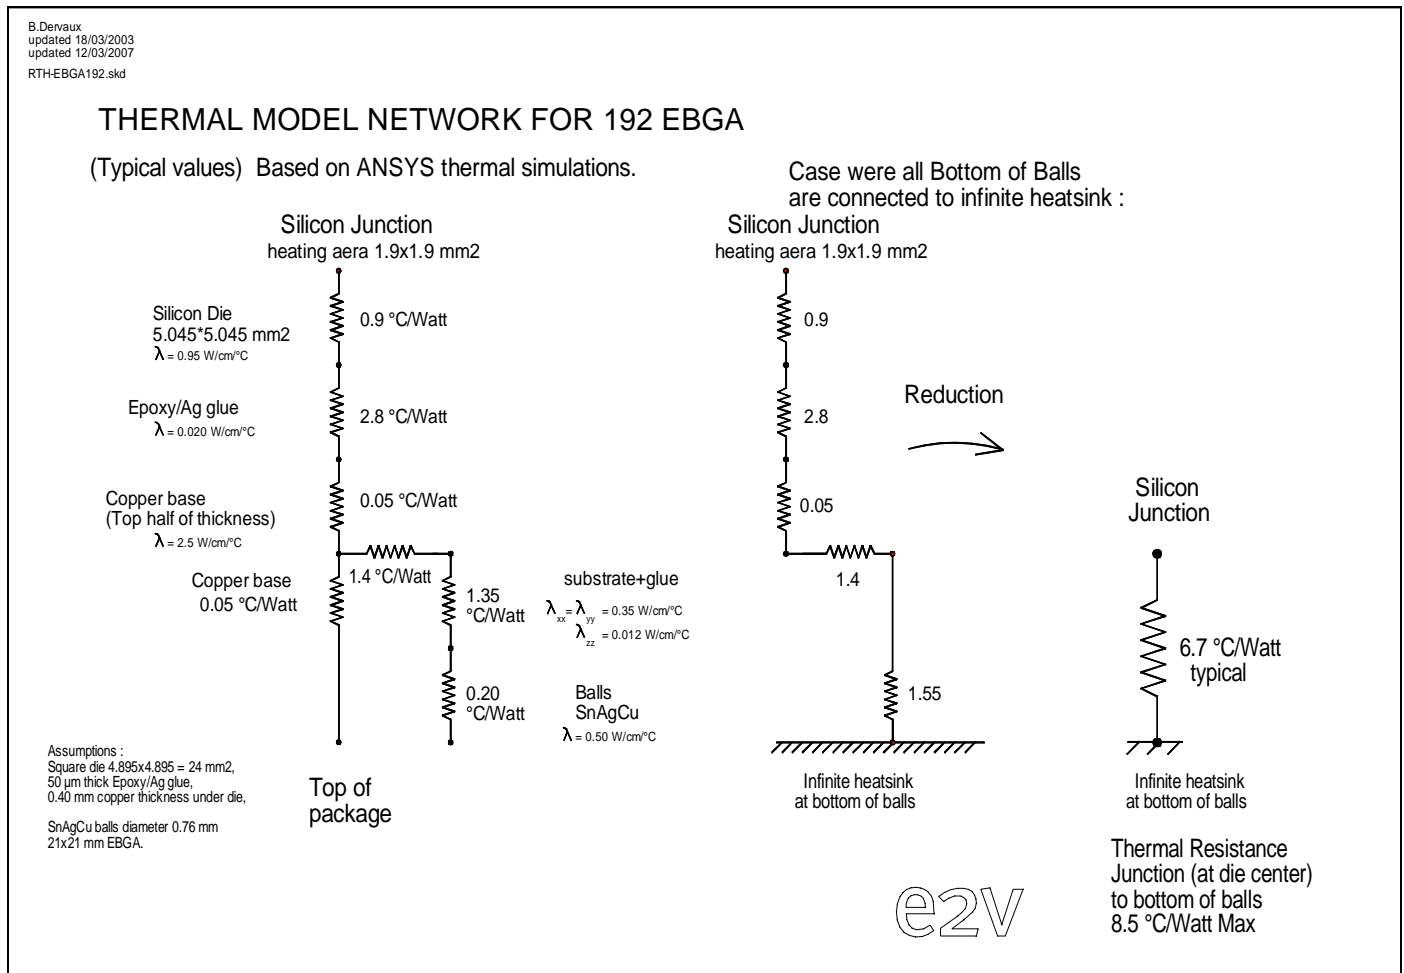 B.Dervaux
updated 18/03/2003
updated 12/03/2007
RTH-EBGA192.skd
THERMAL MODEL NETWORK FOR 192 EBGA
(Typical values) Based on ANSYS thermal simulations.
Case were all Bottom of Balls
are connected to infinite heatsink :
Silicon Junction
heating aera 1.9x1.9 mm2
Silicon Die
5.045*5.045 mm2
λ = 0.95 W/cm/°C
0.9 °C/Watt
Epoxy/Ag glue
λ = 0.020 W/cm/°C
2.8 °C/Watt
Copper base
(Top half of thickness)
λ = 2.5 W/cm/°C
0.05 °C/Watt
Copper base
0.05 °C/Watt
1.4 °C/Watt
1.35
°C/Watt
substrate+glue
λxx = λyy = 0.35 W/cm/°C
λzz = 0.012 W/cm/°C
0.20
°C/Watt
Balls
SnAgCu
λ = 0.50 W/cm/°C
Assumptions :
Square die 4.895x4.895 = 24 mm2,
50 µm thick Epoxy/Ag glue,
0.40 mm copper thickness under die,
SnAgCu balls diameter 0.76 mm
21x21 mm EBGA.
Top of
package
Silicon Junction
heating aera 1.9x1.9 mm2
0.9
2.8
0.05
1.4
1.55
Infinite heatsink
at bottom of balls
Reduction
Silicon
Junction
6.7 °C/Watt
typical
Infinite heatsink
at bottom of balls
Thermal Resistance
Junction (at die center)
to bottom of balls
8.5 °C/Watt Max
e2v